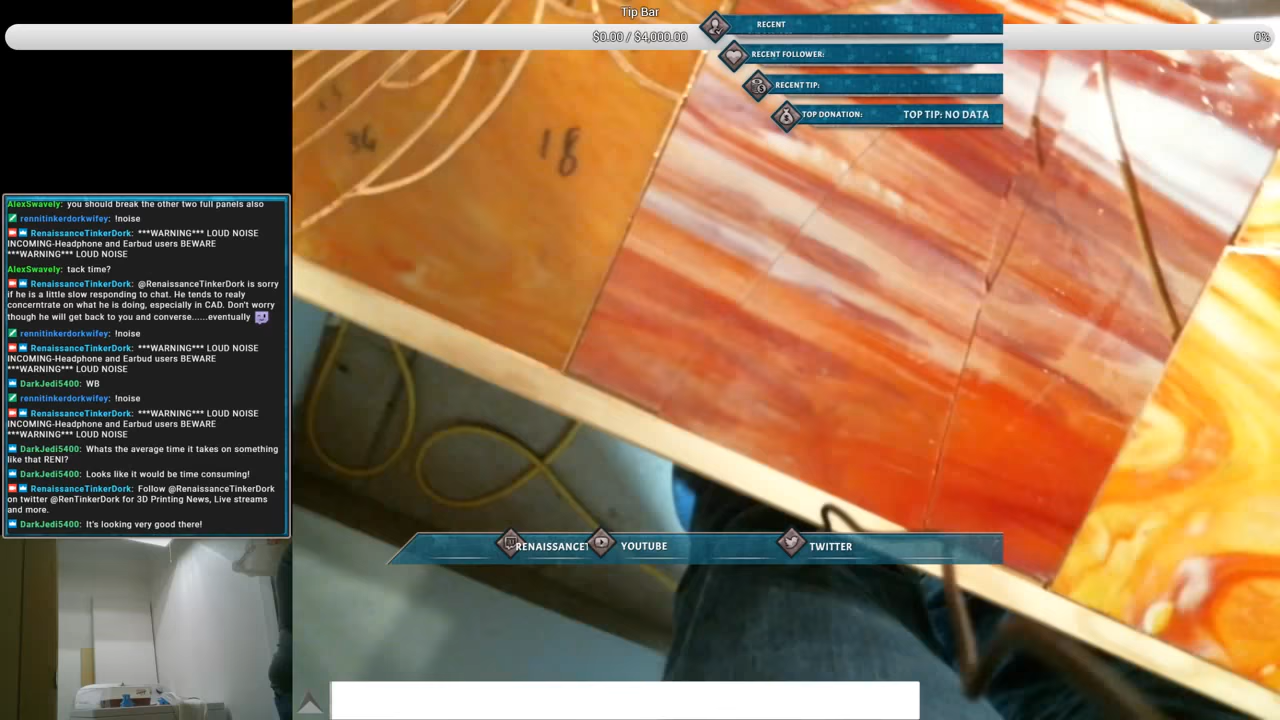 Tip Bar
$0.00 / $4,000.00
0%
RECENT
RECENT FOLLOWER:
RECENT TIP:
TOP DONATION: TOP TIP: NO DATA
36
18
AlexSwavely: you should break the other two full panels also
rennitinkerdorkwifey: !noise
RenaissanceTinkerDork: ***WARNING*** LOUD NOISE
INCOMING-Headphone and Earbud users BEWARE
***WARNING*** LOUD NOISE
AlexSwavely: tack time?
RenaissanceTinkerDork: @RenaissanceTinkerDork is sorry
if he is a little slow responding to chat. He tends to realy
concerntrate on what he is doing, especially in CAD. Don't worry
though he will get back to you and converse......eventually
rennitinkerdorkwifey: !noise
RenaissanceTinkerDork: ***WARNING*** LOUD NOISE
INCOMING-Headphone and Earbud users BEWARE
***WARNING*** LOUD NOISE
DarkJedi5400: WB
rennitinkerdorkwifey: !noise
RenaissanceTinkerDork: ***WARNING*** LOUD NOISE
INCOMING-Headphone and Earbud users BEWARE
***WARNING*** LOUD NOISE
DarkJedi5400: Whats the average time it takes on something
like that RENI?
DarkJedi5400: Looks like it would be time consuming!
RenaissanceTinkerDork: Follow @RenaissanceTinkerDork
on twitter @RenTinkerDork for 3D Printing News, Live streams
and more.
DarkJedi5400: It's looking very good there!
RENAISSANCET YOUTUBE TWITTER